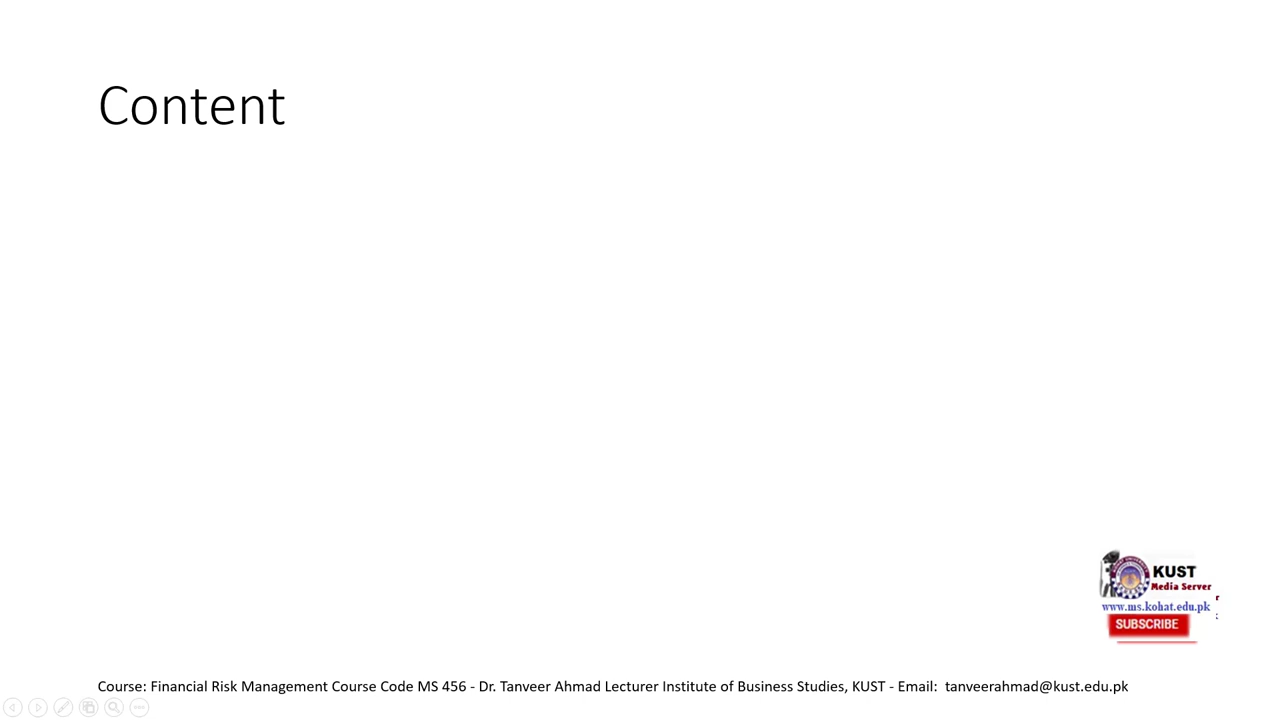 Content
KUST
Media Server
www.ms.kohat.edu.pk
SUBSCRIBE
Course: Financial Risk Management Course Code MS 456 - Dr. Tanveer Ahmad Lecturer Institute of Business Studies, KUST - Email: tanveerahmad@kust.edu.pk